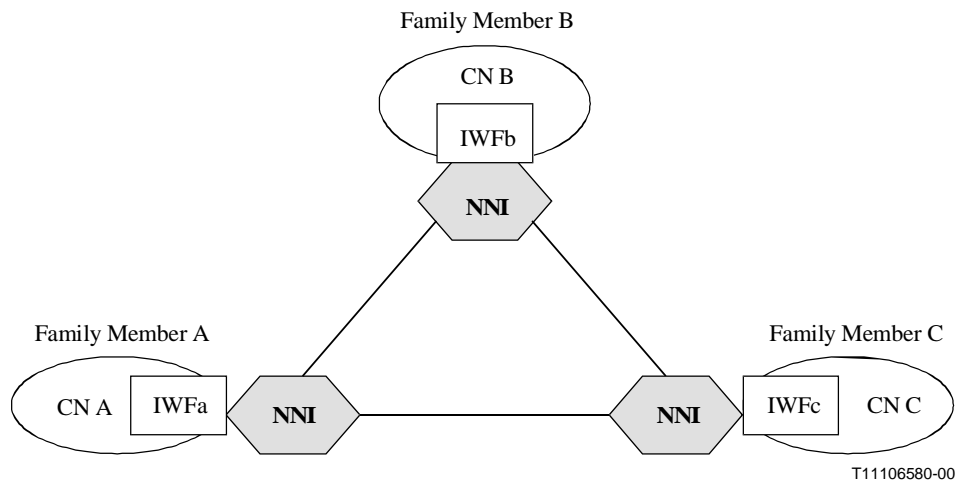 Family Member B
CN B
IWFb
NNI
Family Member A
Family Member C
CN A
IWFa
NNI
NNI
IWFc
CN C
T11106580-00